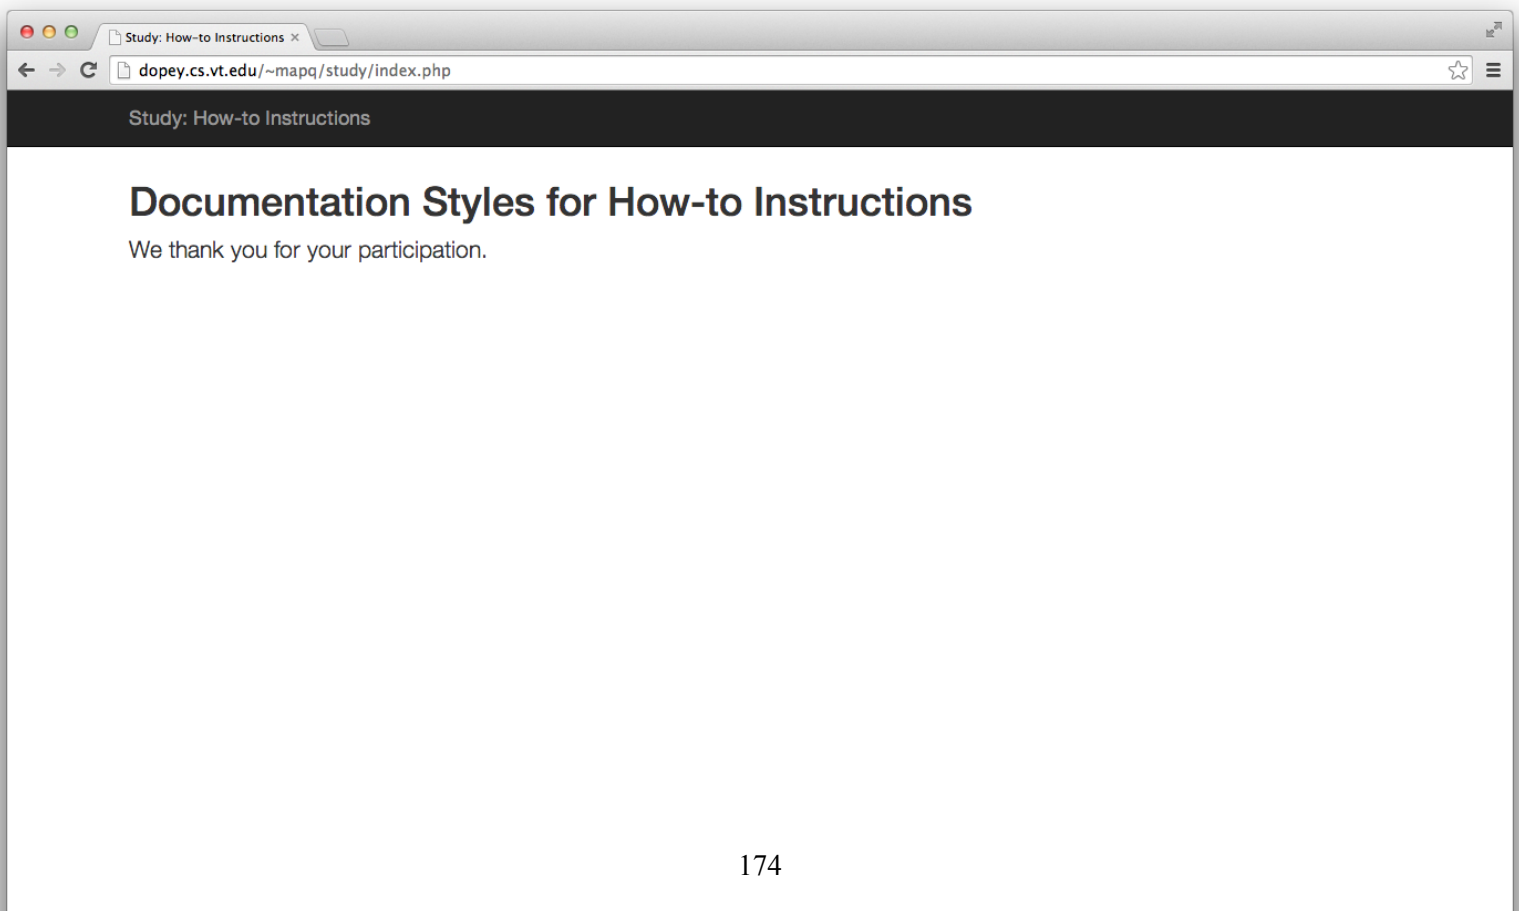 Study: How-to Instructions
dopey.cs.vt.edu/~mapq/study/index.php
Study: How-to Instructions
Documentation Styles for How-to Instructions
We thank you for your participation.
174